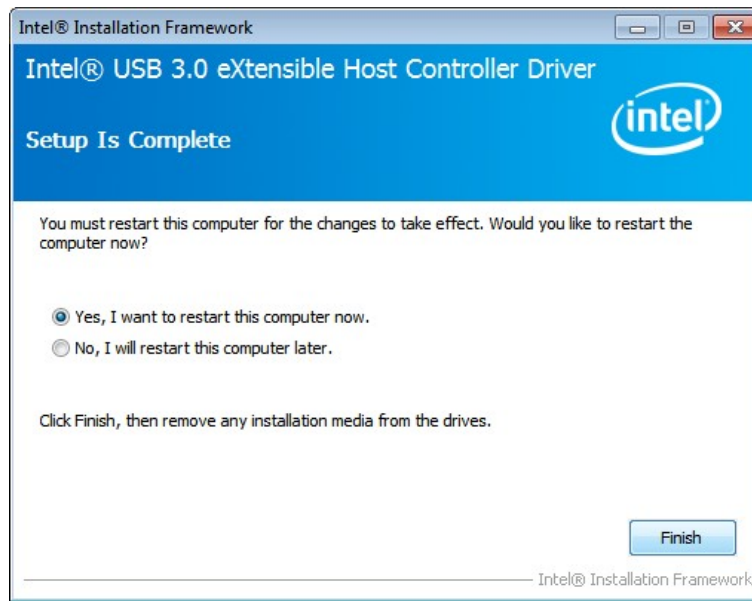 Intel® Installation Framework
Intel® USB 3.0 eXtensible Host Controller Driver
intel
Setup Is Complete
You must restart this computer for the changes to take effect. Would you like to restart the
computer now?
Yes, I want to restart this computer now.
No, I will restart this computer later.
Click Finish, then remove any installation media from the drives.
Finish
Intel® Installation Framework